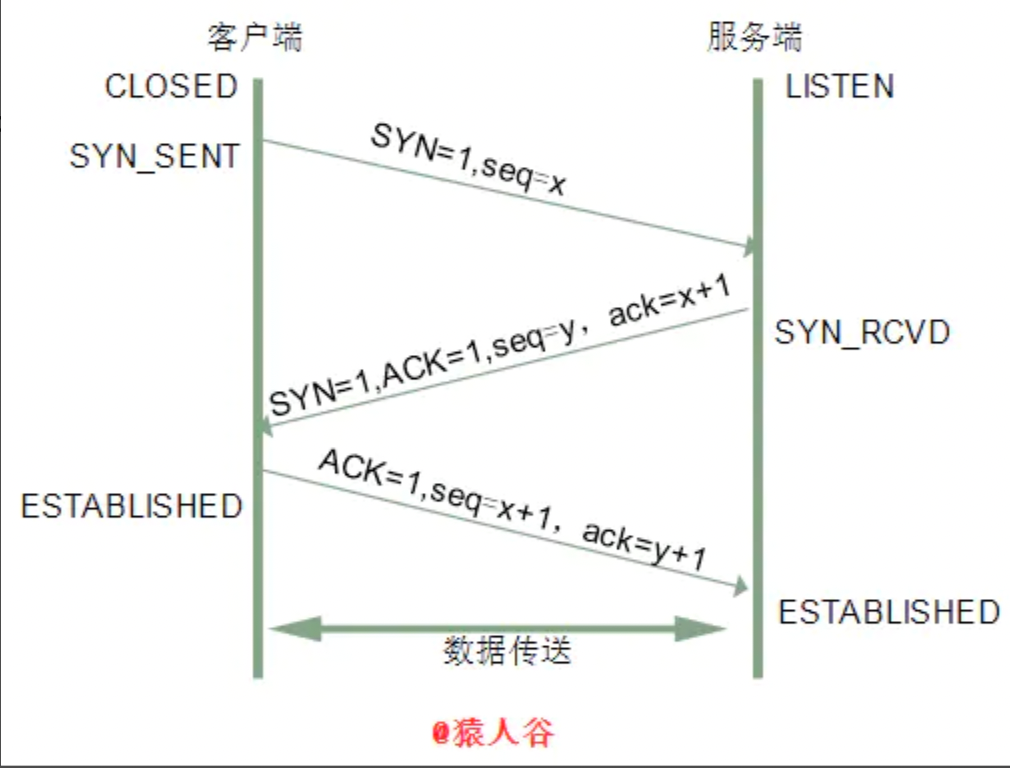 客户端
服务端
CLOSED
LISTEN
SYN=1,seq=x
SYN_SENT
SYN=1,ACK=1,seq=y，ack=x+1
SYN_RCVD
ACK=1,seq=x+1，ack=y+1
ESTABLISHED
ESTABLISHED
数据传送
@猿人谷